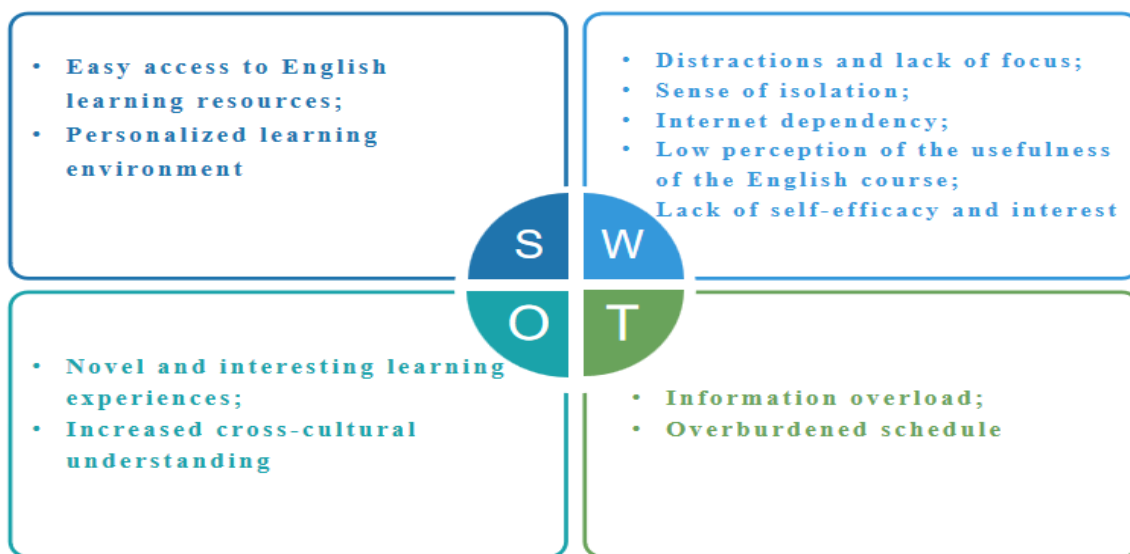 • Easy access to English
learning resources;
• Personalized learning
environment
• Distractions and lack of focus;
• Sense of isolation;
• Internet dependency;
• Low perception of the usefulness
of the English course;
Lack of self-efficacy and interest
S
W
O
T
• Novel and interesting learning
experiences;
• Increased cross-cultural
understanding
• Information overload;
• Overburdened schedule